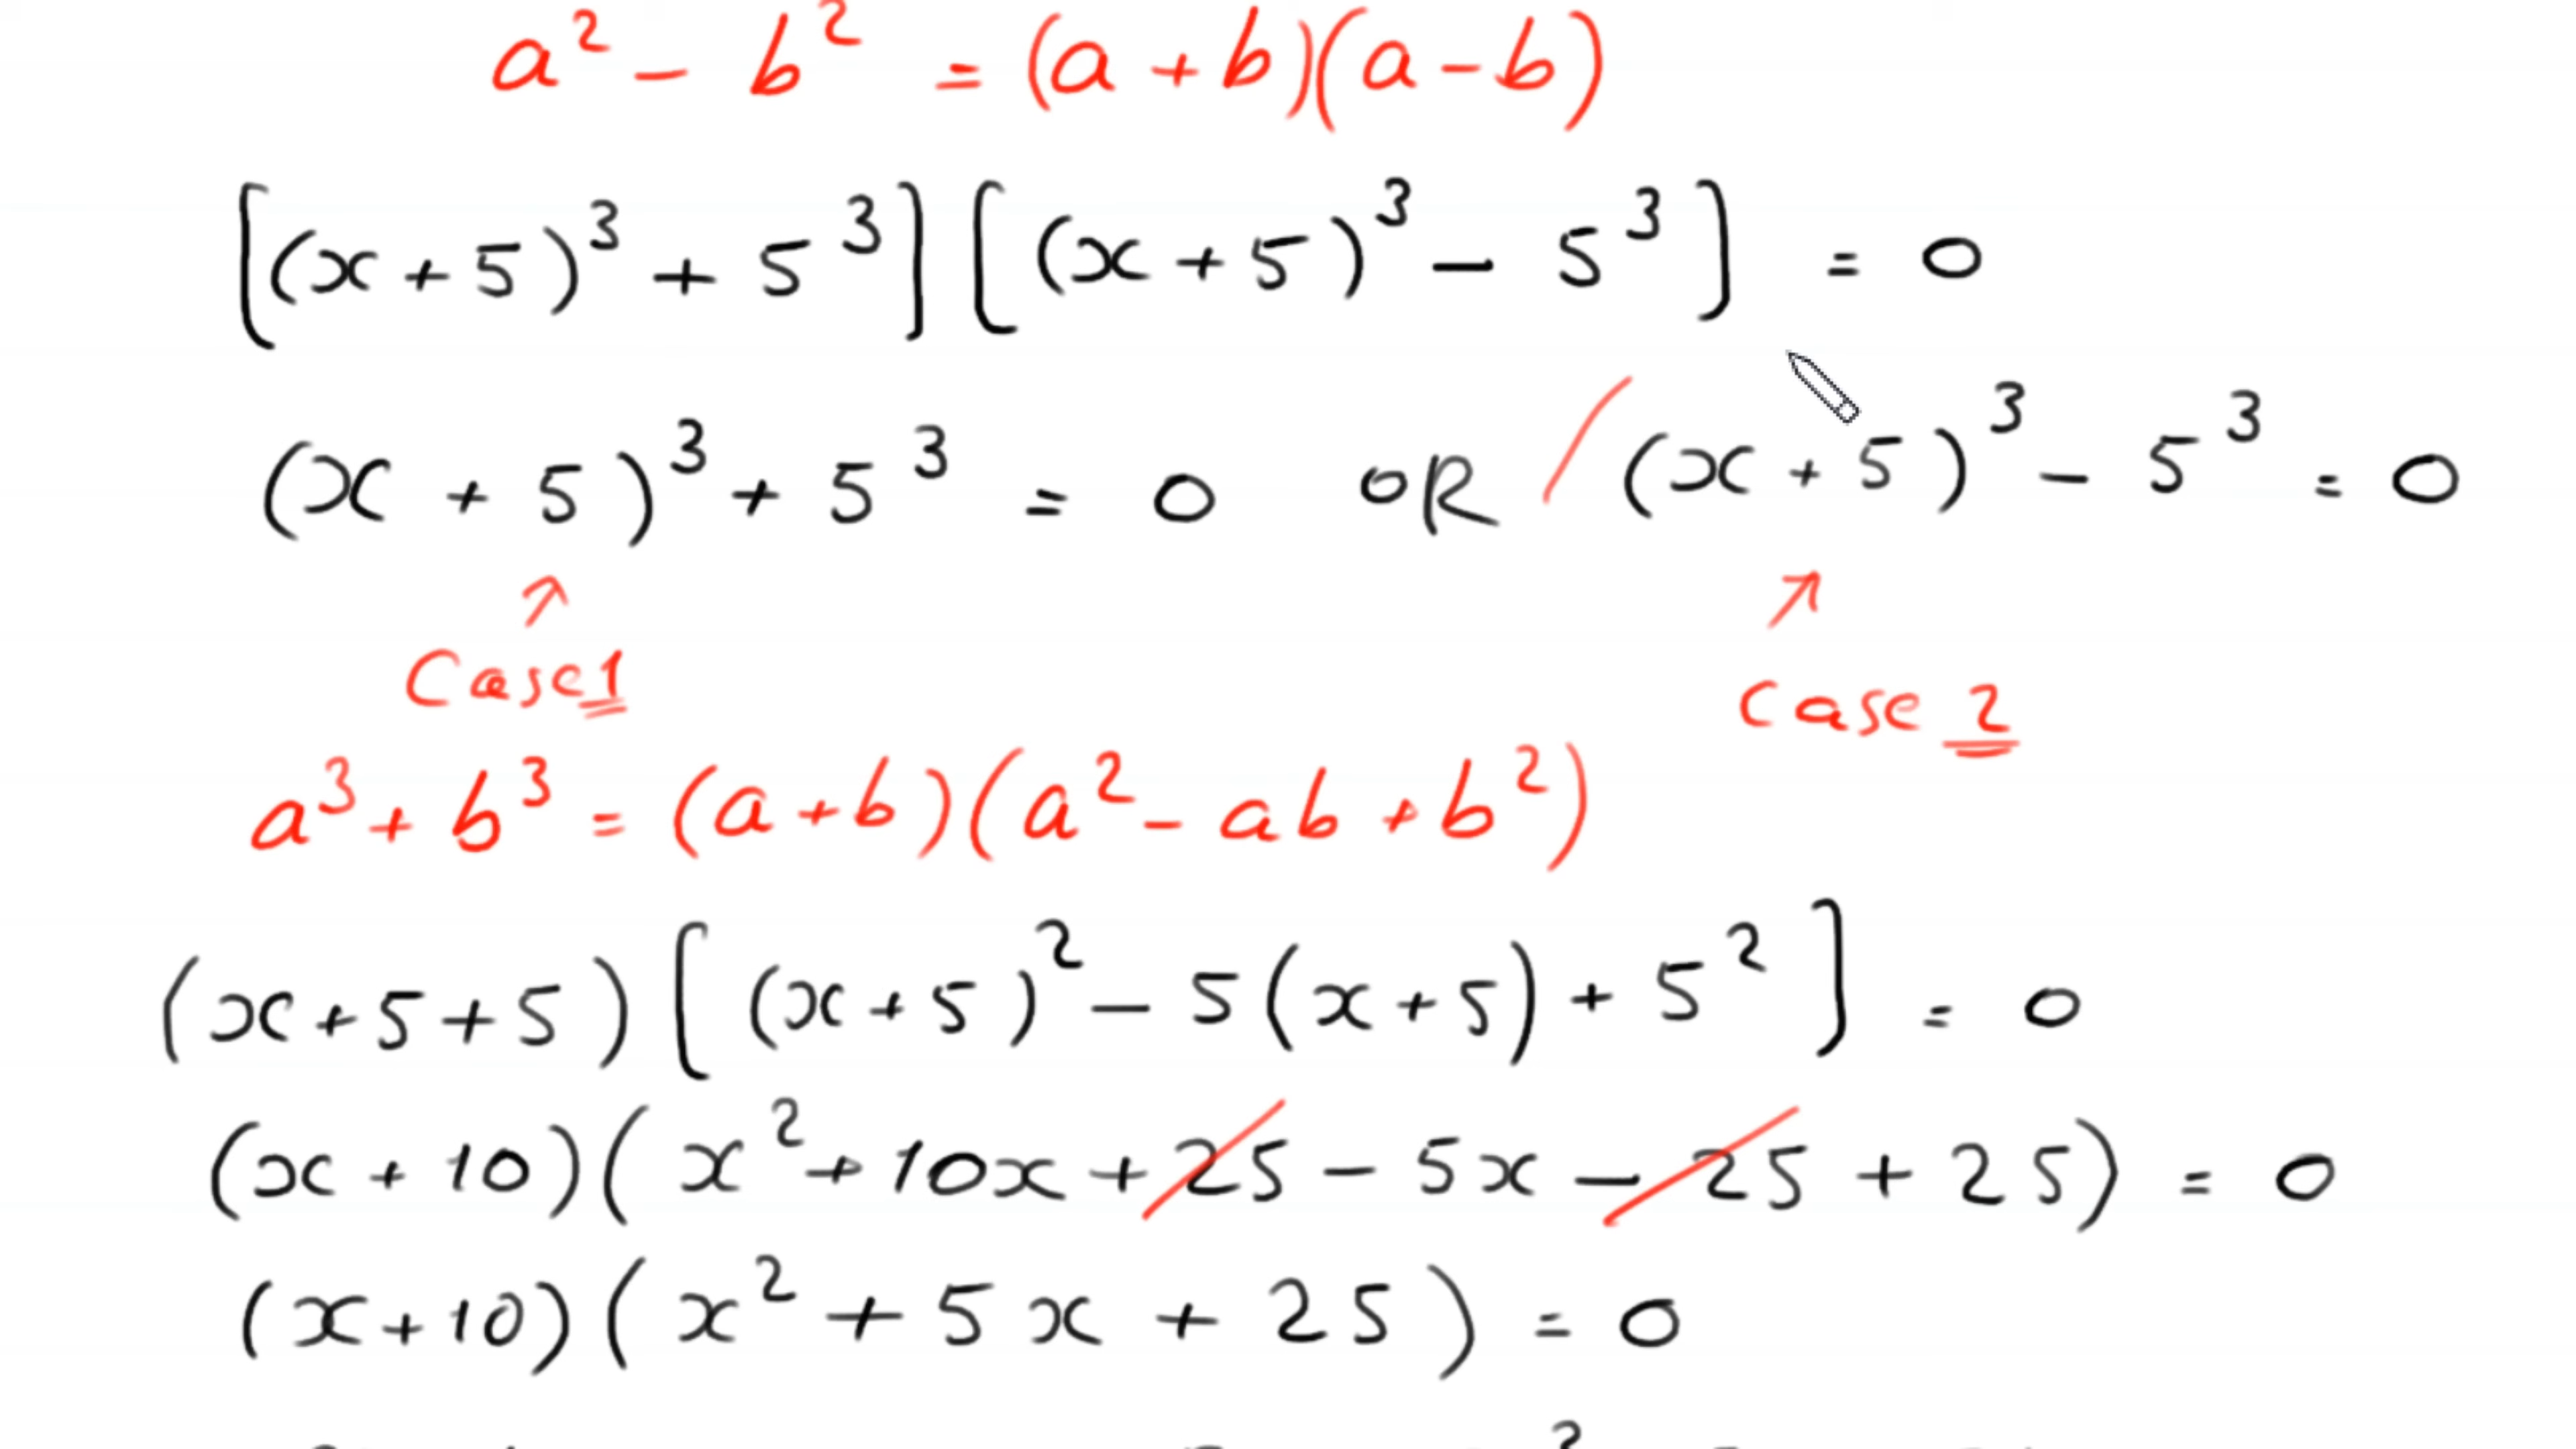 a² - b² = (a + b)(a - b)
[(x + 5)³ + 5³] [(x + 5)³ - 5³] = 0
(x + 5)³ + 5³ = 0 OR (x + 5)³ - 5³ = 0
Case 1 Case 2
a³ + b³ = (a + b)(a² - ab + b²)
(x + 5 + 5) [(x + 5)² - 5(x + 5) + 5²] = 0
(x + 10)(x² + 10x + 25 - 5x - 25 + 25) = 0
(x + 10)(x² + 5x + 25) = 0